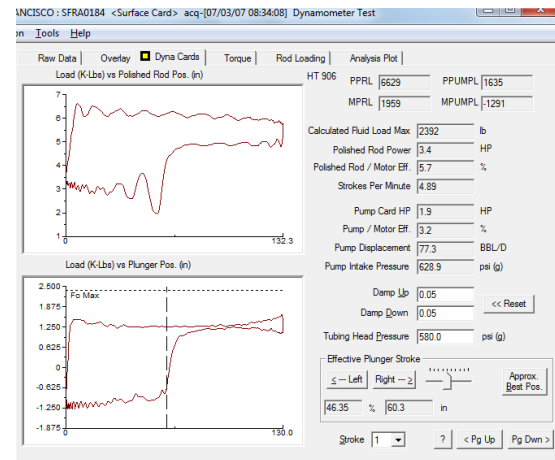 ANCISCO : SFRA0184 <Surface Card> acq-[07/03/07 08:34:08] Dynamometer Test
on Tools Help
Raw Data Overlay Dyna Cards Torque Rod Loading Analysis Plot
Load (K-Lbs) vs Polished Rod Pos. (in)
HT 906 PPRL 6629 PPUMPL 1635
MPRL 1959 MPUMPL -1291
7
6
5
4
3
2
1
0 132.3
Calculated Fluid Load Max 2392 lb
Polished Rod Power 3.4 HP
Polished Rod / Motor Eff. 5.7 %
Strokes Per Minute 4.89
Pump Card HP 1.9 HP
Pump / Motor Eff. 3.2 %
Pump Displacement 77.3 BBL/D
Pump Intake Pressure 628.9 psi (g)
Load (K-Lbs) vs Plunger Pos. (in)
2.500
Fo Max
1.875
1.250
0.625
0
-0.625
-1.250
-1.875
0 130.0
Damp Up 0.05
Damp Down 0.05
<< Reset
Tubing Head Pressure 580.0 psi (g)
Effective Plunger Stroke
< --- Left Right --- > Approx. Best Pos.
46.35 % 60.3 in
Stroke 1 ? < Pg Up Pg Dwn >